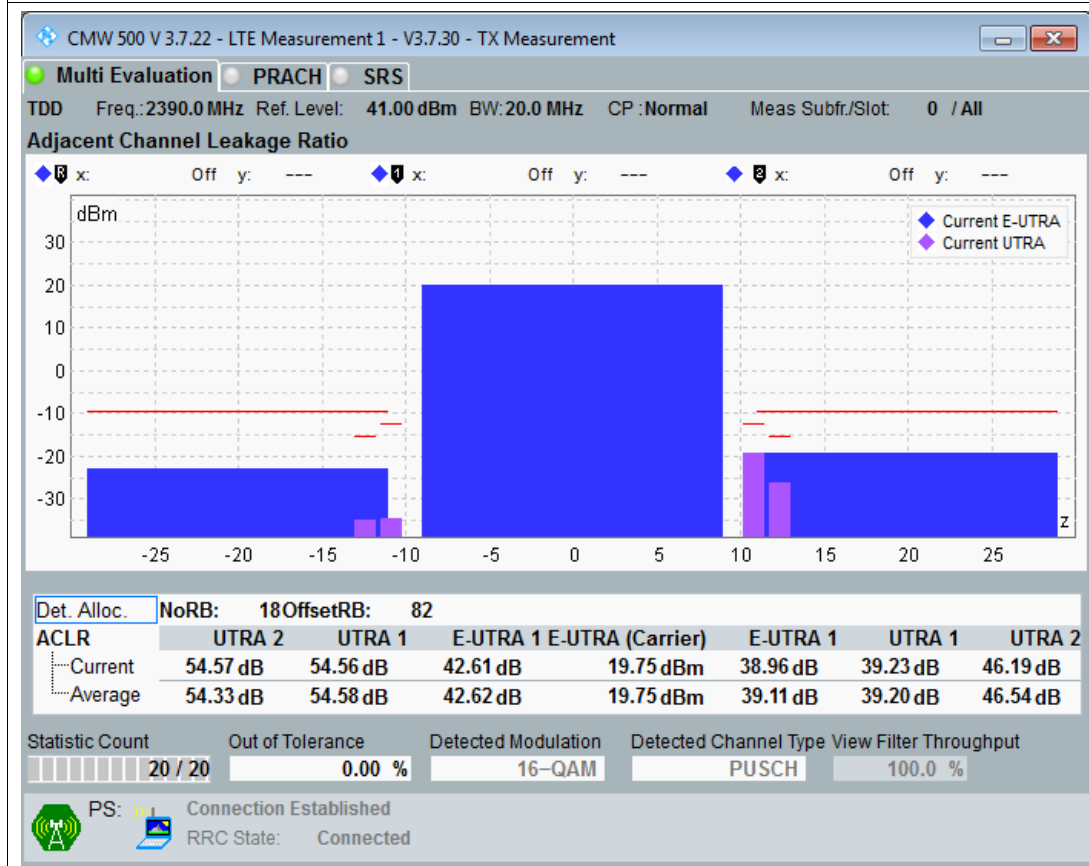 CMW 500 V 3.7.22 - LTE Measurement 1 - V3.7.30 - TX Measurement
Multi Evaluation PRACH SRS
TDD Freq.: 2390.0 MHz Ref. Level: 41.00 dBm BW: 20.0 MHz CP : Normal Meas Subfr./Slot: 0 / All
Adjacent Channel Leakage Ratio
R x: Off y: --- 1 x: Off y: --- 2 x: Off y: ---
dBm
Current E-UTRA
Current UTRA
30
20
10
0
-10
-20
-30
z
-25 -20 -15 -10 -5 0 5 10 15 20 25
Det. Alloc. NoRB: 18 OffsetRB: 82
ACLR UTRA 2 UTRA 1 E-UTRA 1 E-UTRA (Carrier) E-UTRA 1 UTRA 1 UTRA 2
Current 54.57 dB 54.56 dB 42.61 dB 19.75 dBm 38.96 dB 39.23 dB 46.19 dB
Average 54.33 dB 54.58 dB 42.62 dB 19.75 dBm 39.11 dB 39.20 dB 46.54 dB
Statistic Count Out of Tolerance Detected Modulation Detected Channel Type View Filter Throughput
20 / 20 0.00 % 16-QAM PUSCH 100.0 %
PS: Connection Established
RRC State: Connected